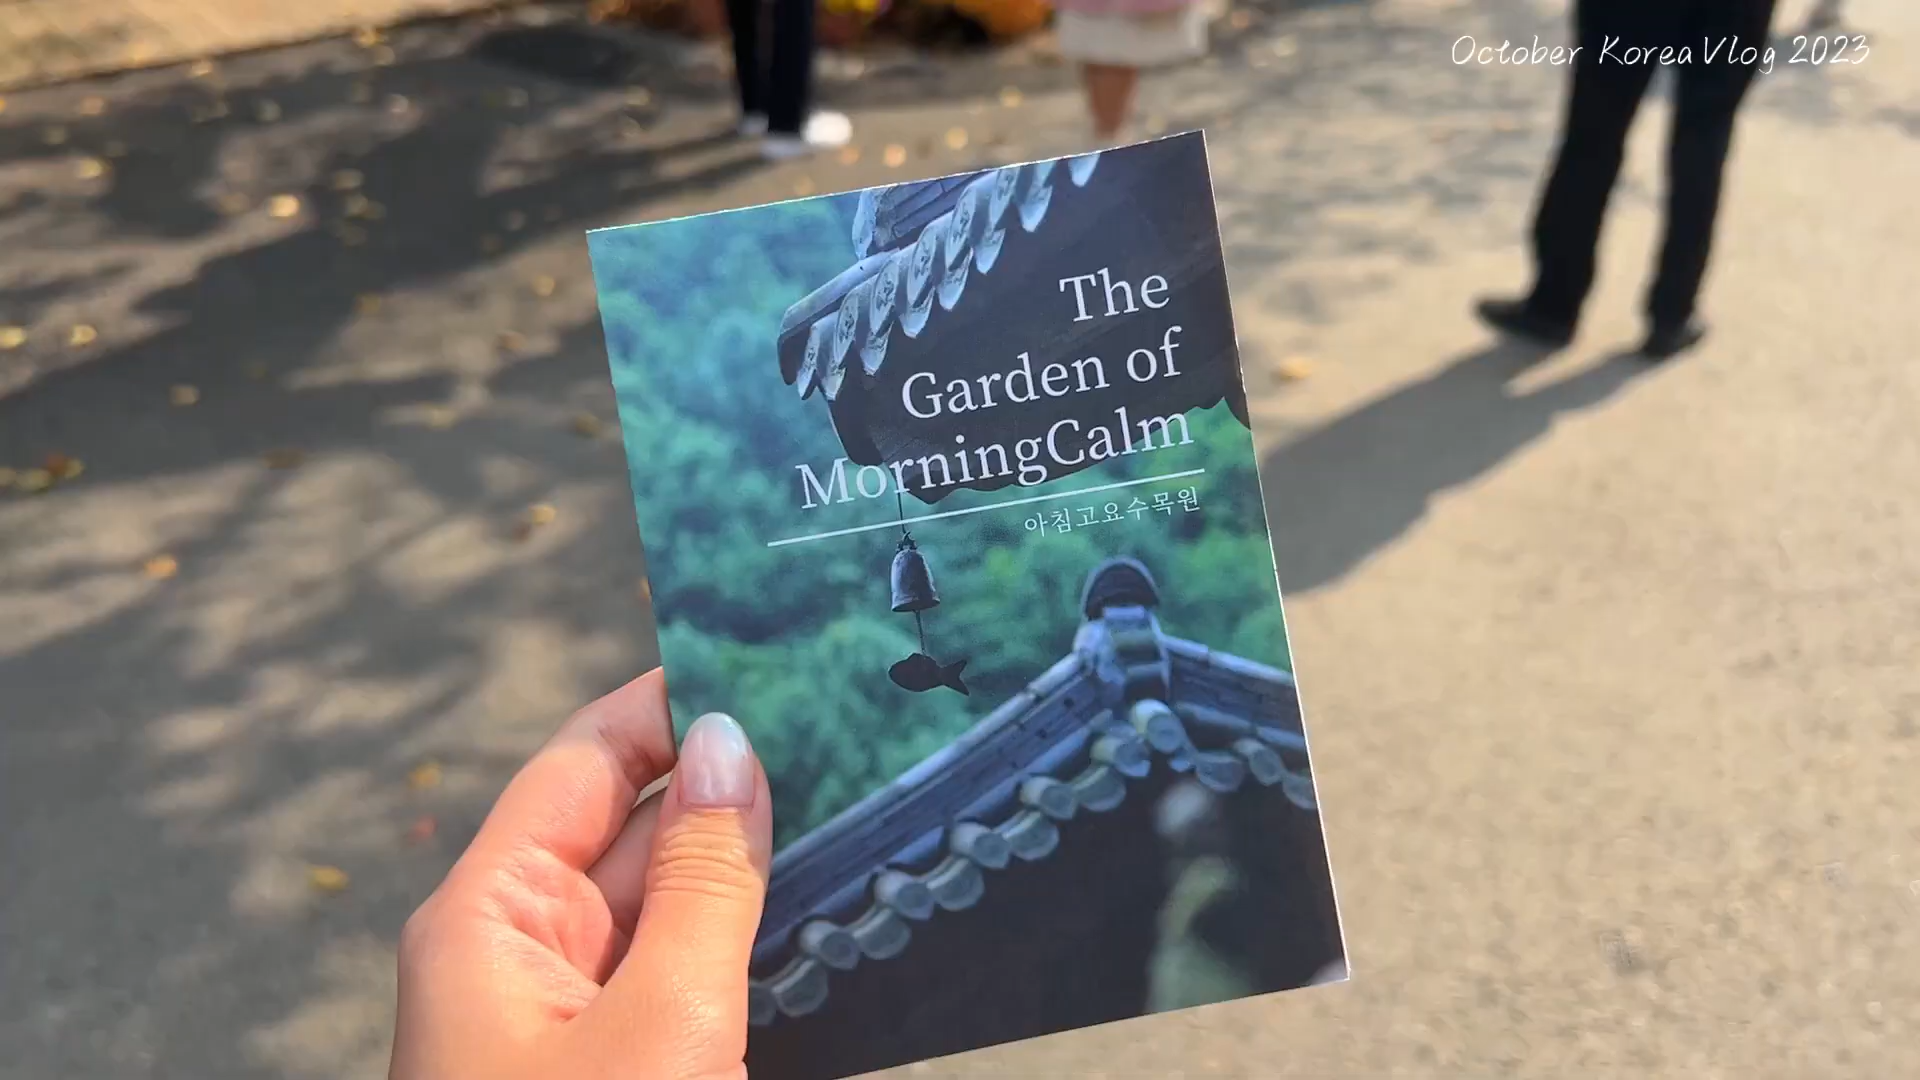 October Korea Vlog 2023
The
Garden of
MorningCalm
아침고요수목원